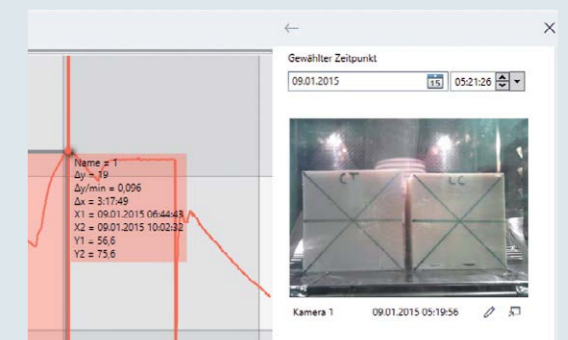 Name = 1
Δy = 19
Δy/min = 0,096
Δx = 3:17:49
X1 = 09.01.2015 06:44:43
X2 = 09.01.2015 10:02:32
Y1 = 56,6
Y2 = 75,6
Gewählter Zeitpunkt
09.01.2015 15 05:21:26
CT LC
Kamera 1 09.01.2015 05:19:56